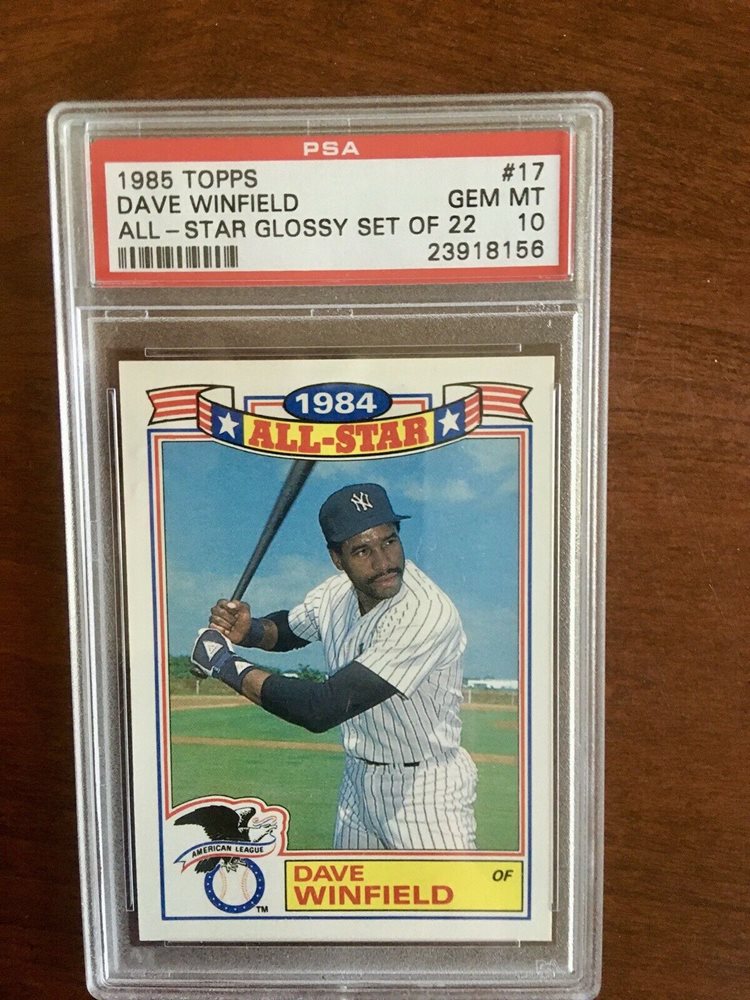 PSA
1985 TOPPS #17
DAVE WINFIELD GEM MT
ALL-STAR GLOSSY SET OF 22 10
23918156
1984
ALL-STAR
NY
AMERICAN LEAGUE
TM
DAVE
WINFIELD
OF